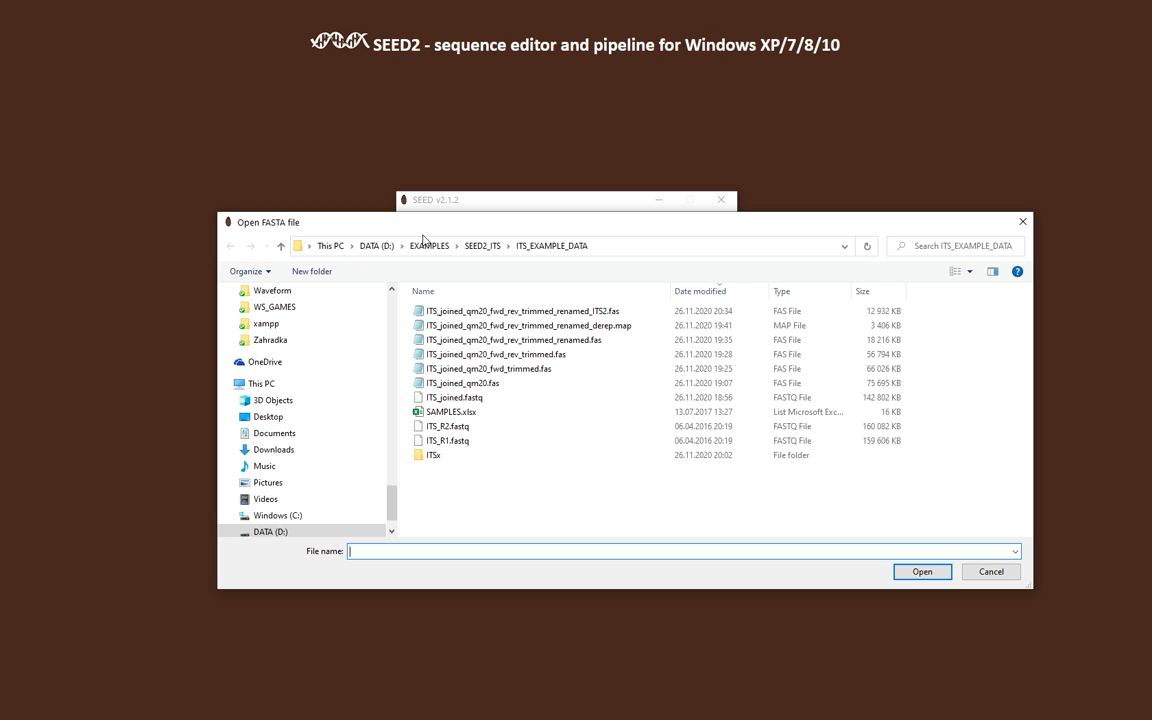 SEED2 - sequence editor and pipeline for Windows XP/7/8/10
SEED v2.1.2
Open FASTA file
This PC > DATA (D:) > EXAMPLES > SEED2_ITS > ITS_EXAMPLE_DATA
Search ITS_EXAMPLE_DATA
Organize
New folder
Name Date modified Type Size
Waveform
WS_GAMES
xampp
Zahradka
OneDrive
This PC
3D Objects
Desktop
Documents
Downloads
Music
Pictures
Videos
Windows (C:)
DATA (D:)
ITS_joined_qm20_fwd_rev_trimmed_renamed_ITS2.fas 26.11.2020 20:34 FAS File 12 932 KB
ITS_joined_qm20_fwd_rev_trimmed_renamed_derep.map 26.11.2020 19:41 MAP File 3 406 KB
ITS_joined_qm20_fwd_rev_trimmed_renamed.fas 26.11.2020 19:35 FAS File 18 216 KB
ITS_joined_qm20_fwd_rev_trimmed.fas 26.11.2020 19:28 FAS File 56 794 KB
ITS_joined_qm20_fwd_trimmed.fas 26.11.2020 19:25 FAS File 66 026 KB
ITS_joined_qm20.fas 26.11.2020 19:07 FAS File 75 695 KB
ITS_joined.fastq 26.11.2020 18:56 FASTQ File 142 802 KB
SAMPLES.xlsx 13.07.2017 13:27 List Microsoft Exc... 16 KB
ITS_R2.fastq 06.04.2016 20:19 FASTQ File 160 082 KB
ITS_R1.fastq 06.04.2016 20:19 FASTQ File 159 606 KB
ITSx 26.11.2020 20:02 File folder
File name:
Open
Cancel